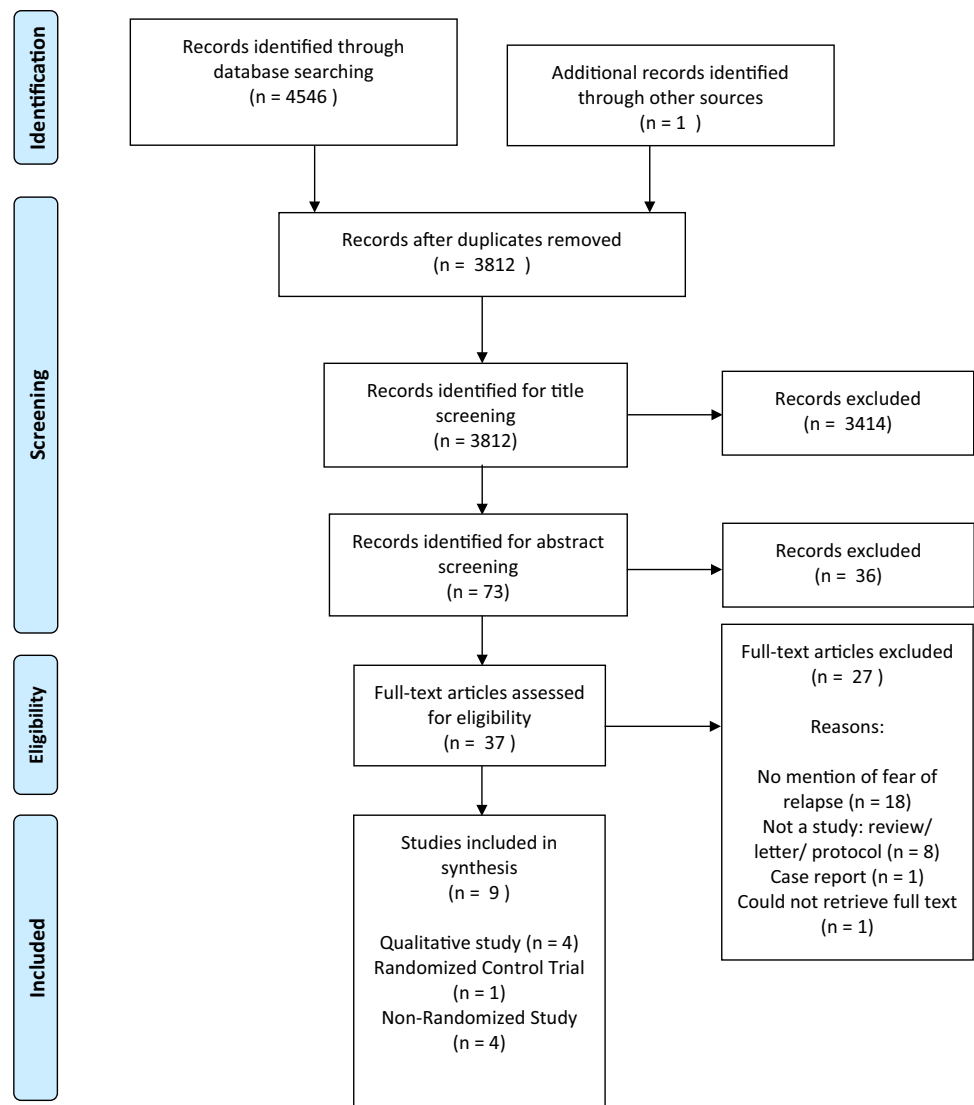 Identification
Records identified through
database searching
(n = 4546 )
Additional records identified
through other sources
(n = 1 )
Screening
Records after duplicates removed
(n = 3812 )
Records identified for title
screening
(n = 3812)
Records excluded
(n = 3414)
Records identified for abstract
screening
(n = 73)
Records excluded
(n = 36)
Eligibility
Full-text articles assessed
for eligibility
(n = 37 )
Full-text articles excluded
(n = 27 )
Reasons:
No mention of fear of
relapse (n = 18)
Not a study: review/
letter/ protocol (n = 8)
Case report (n = 1)
Could not retrieve full text
(n = 1)
Included
Studies included in
synthesis
(n = 9 )
Qualitative study (n = 4)
Randomized Control Trial
(n = 1)
Non-Randomized Study
(n = 4)